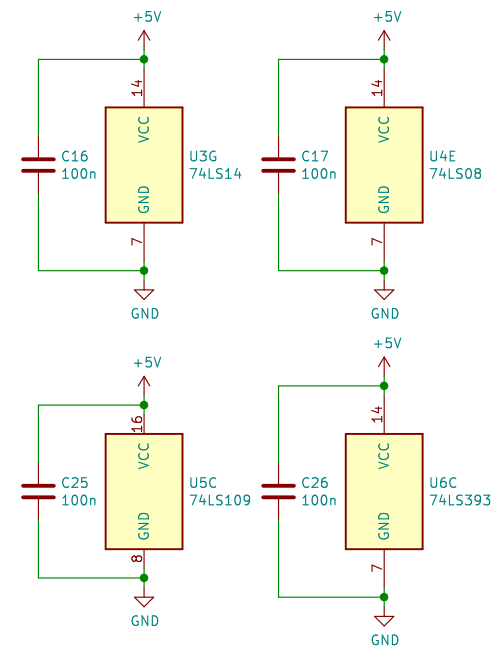 +5V
14
VCC
C16
100n
U3G
74LS14
GND
7
GND
+5V
14
VCC
C17
100n
U4E
74LS08
GND
7
GND
+5V
16
VCC
C25
100n
U5C
74LS109
GND
8
GND
+5V
14
VCC
C26
100n
U6C
74LS393
GND
7
GND